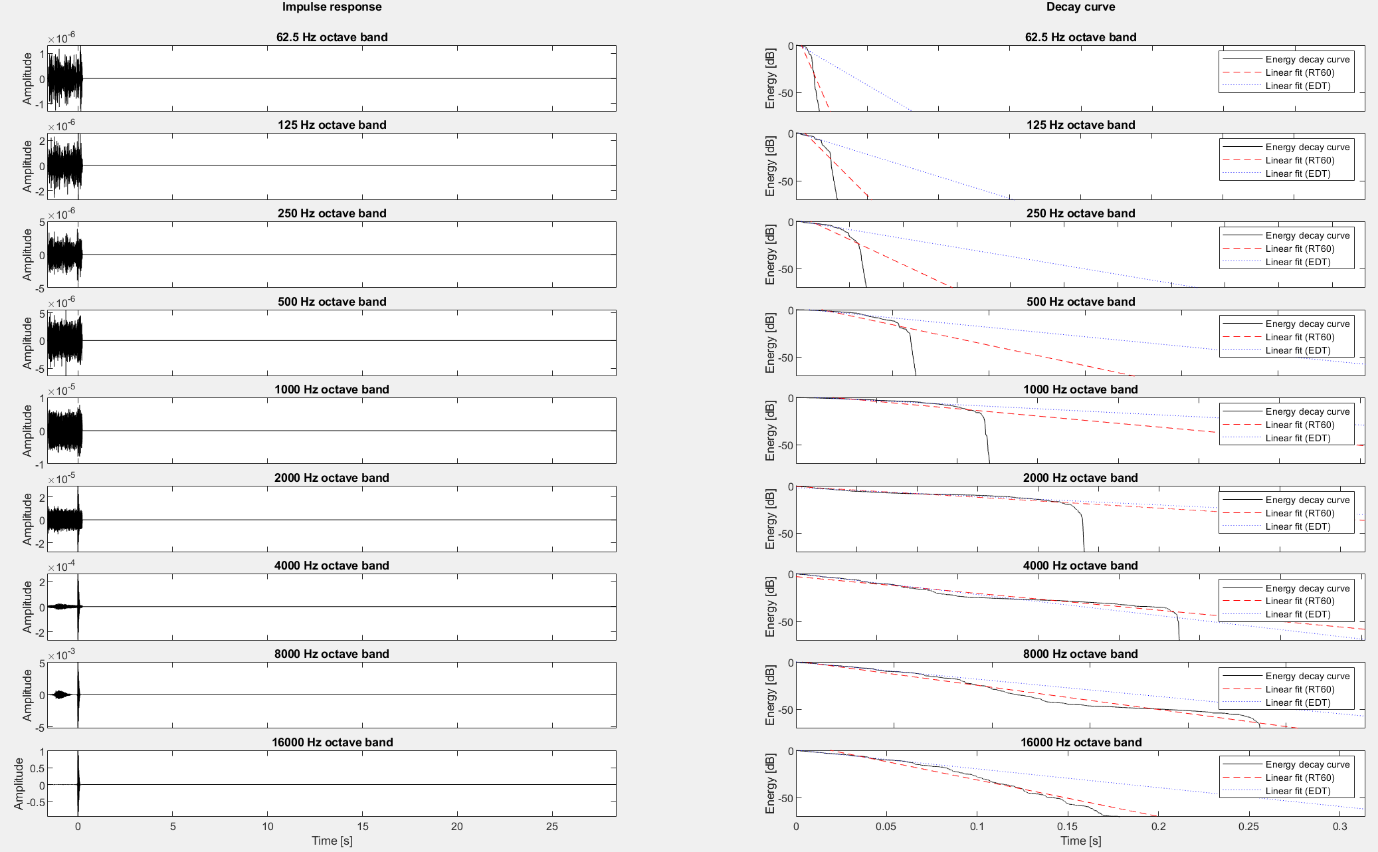 Impulse response
62.5 Hz octave band
×10^-6
Amplitude
1
0
-1
125 Hz octave band
×10^-6
Amplitude
2
0
-2
250 Hz octave band
×10^-6
Amplitude
5
0
-5
500 Hz octave band
×10^-6
Amplitude
5
0
-5
1000 Hz octave band
×10^-5
Amplitude
1
0
-1
2000 Hz octave band
×10^-5
Amplitude
2
0
-2
4000 Hz octave band
×10^-4
Amplitude
2
0
-2
8000 Hz octave band
×10^-3
Amplitude
5
0
-5
16000 Hz octave band
Amplitude
1
0.5
0
-0.5
0 5 10 15 20 25
Time [s]
Decay curve
62.5 Hz octave band
Energy [dB]
0
-50
Energy decay curve
Linear fit (RT60)
Linear fit (EDT)
125 Hz octave band
Energy [dB]
0
-50
Energy decay curve
Linear fit (RT60)
Linear fit (EDT)
250 Hz octave band
Energy [dB]
0
-50
Energy decay curve
Linear fit (RT60)
Linear fit (EDT)
500 Hz octave band
Energy [dB]
0
-50
Energy decay curve
Linear fit (RT60)
Linear fit (EDT)
1000 Hz octave band
Energy [dB]
0
-50
Energy decay curve
Linear fit (RT60)
Linear fit (EDT)
2000 Hz octave band
Energy [dB]
0
-50
Energy decay curve
Linear fit (RT60)
Linear fit (EDT)
4000 Hz octave band
Energy [dB]
0
-50
Energy decay curve
Linear fit (RT60)
Linear fit (EDT)
8000 Hz octave band
Energy [dB]
0
-50
Energy decay curve
Linear fit (RT60)
Linear fit (EDT)
16000 Hz octave band
Energy [dB]
0
-50
Energy decay curve
Linear fit (RT60)
Linear fit (EDT)
0 0.05 0.1 0.15 0.2 0.25 0.3
Time [s]